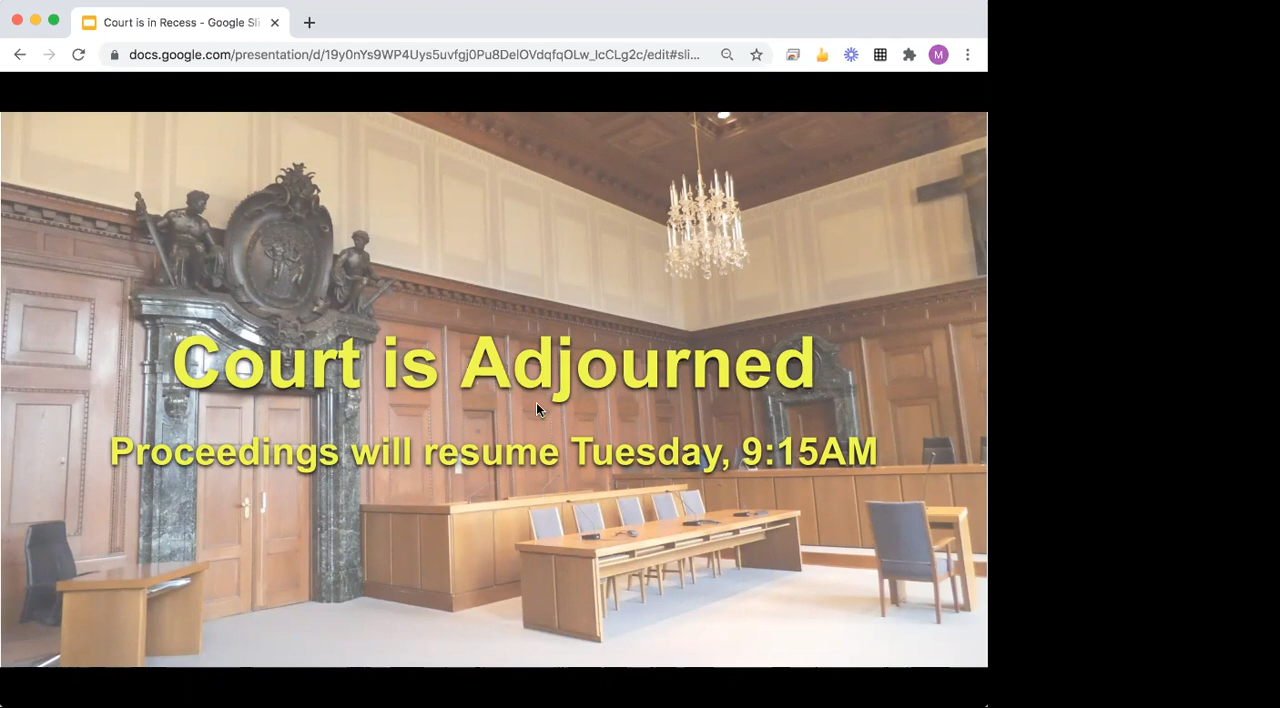 Court is in Recess - Google Sli
docs.google.com/presentation/d/19y0nYs9WP4Uys5uvfgj0Pu8DelOVdqfqOLw_IcCLg2c/edit#sli...
M
Court is Adjourned
Proceedings will resume Tuesday, 9:15AM